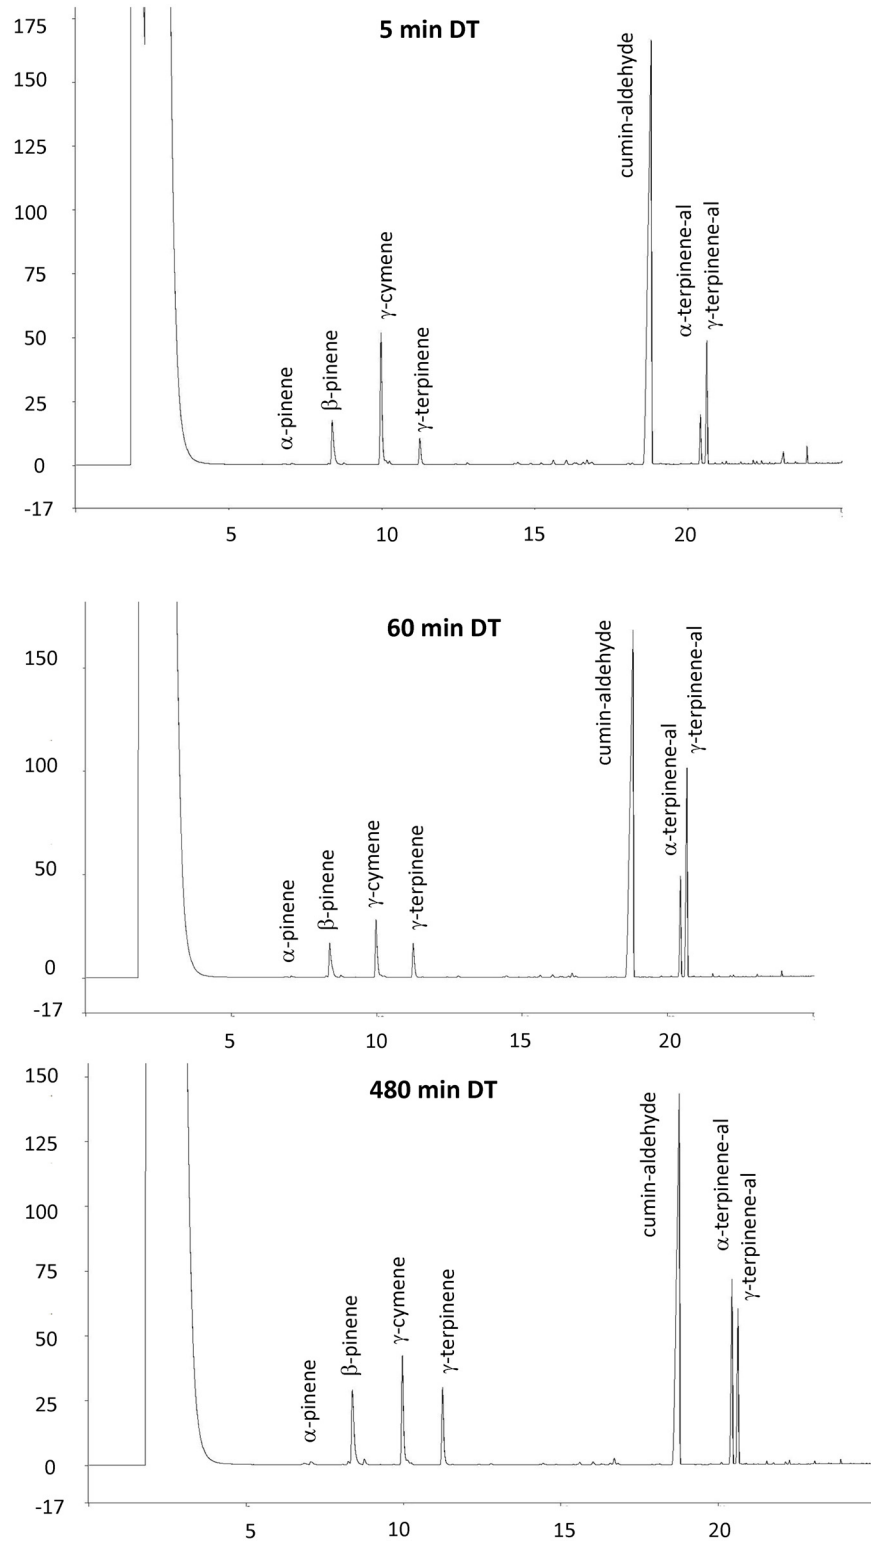 5 min DT
175
150
125
100
75
50
25
0
-17
α-pinene
β-pinene
γ-cymene
γ-terpinene
cumin-aldehyde
α-terpinene-al
γ-terpinene-al
5
10
15
20
60 min DT
150
100
50
0
-17
α-pinene
β-pinene
γ-cymene
γ-terpinene
cumin-aldehyde
α-terpinene-al
γ-terpinene-al
5
10
15
20
480 min DT
150
125
100
75
50
25
0
-17
α-pinene
β-pinene
γ-cymene
γ-terpinene
cumin-aldehyde
α-terpinene-al
γ-terpinene-al
5
10
15
20